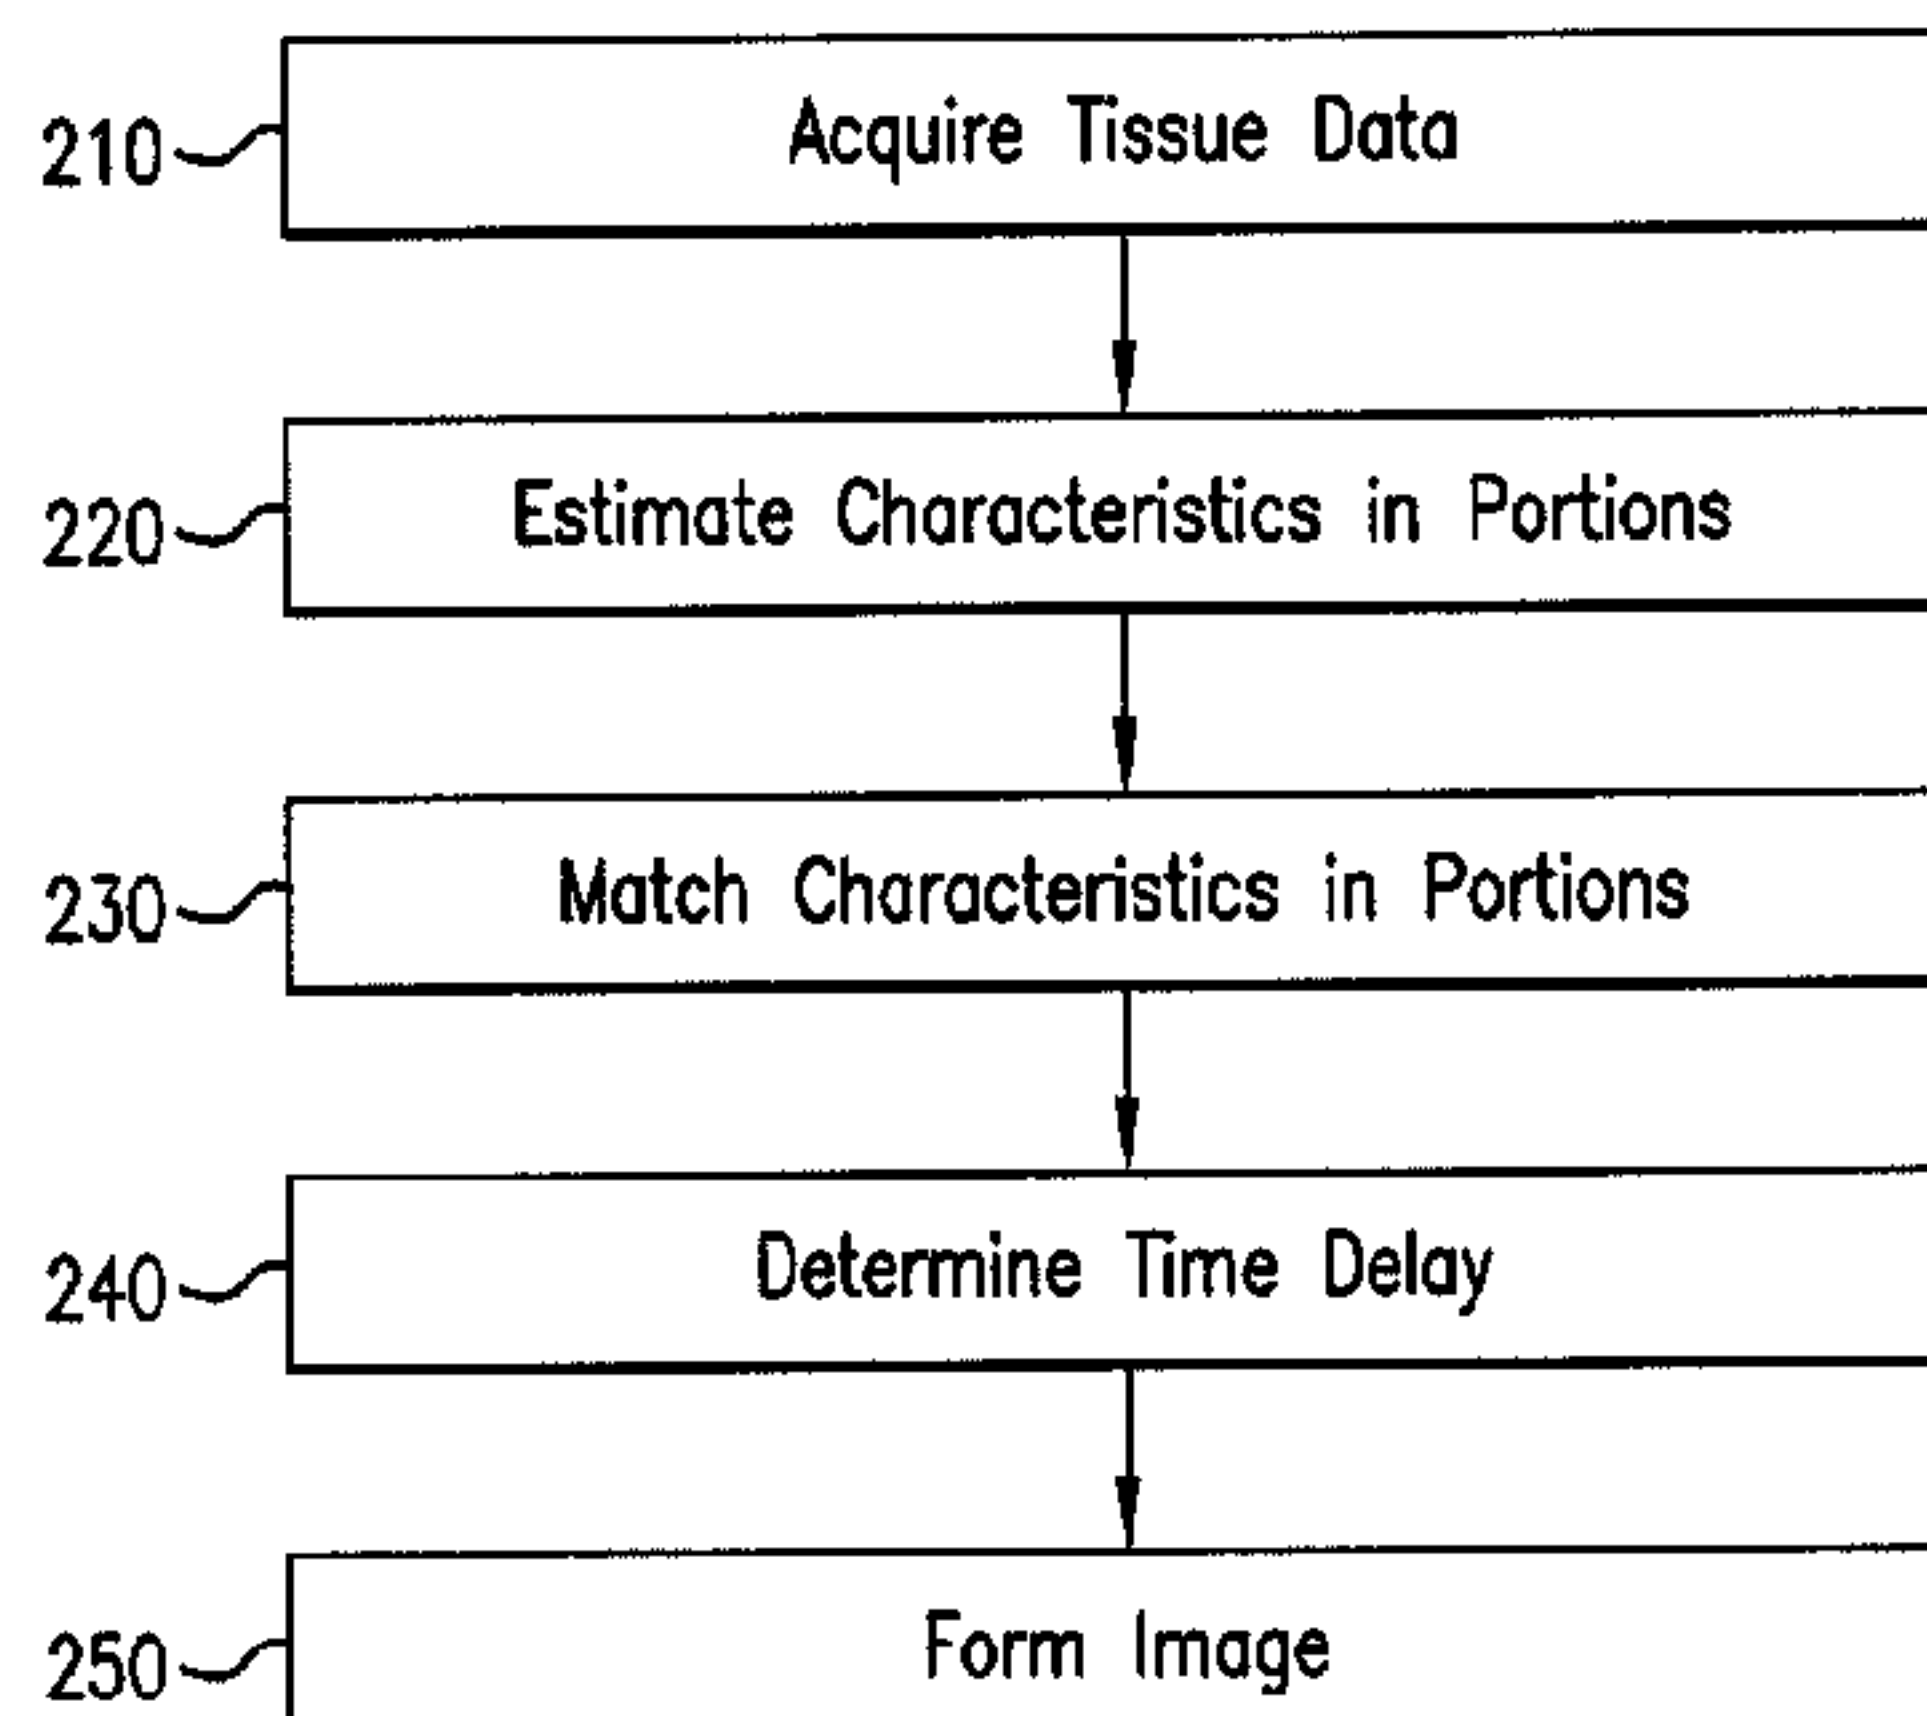 210 Acquire Tissue Data
220 Estimate Characteristics in Portions
230 Match Characteristics in Portions
240 Determine Time Delay
250 Form Image